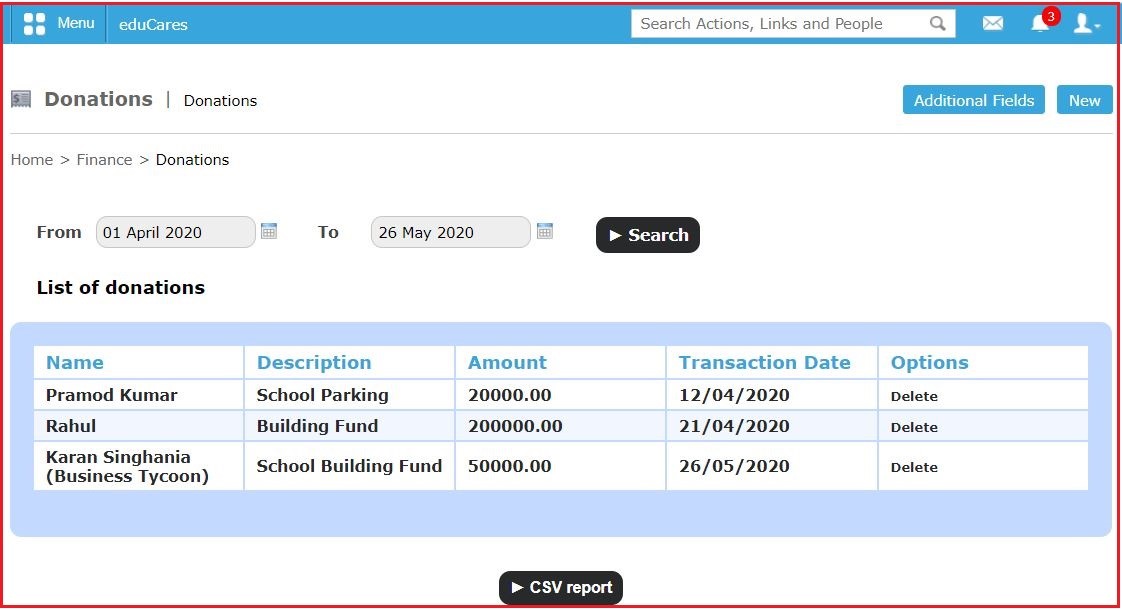 Menu eduCares Search Actions, Links and People 3
Donations | Donations Additional Fields New
Home > Finance > Donations
From 01 April 2020 To 26 May 2020 ► Search
List of donations
Name Description Amount Transaction Date Options
Pramod Kumar School Parking 20000.00 12/04/2020 Delete
Rahul Building Fund 200000.00 21/04/2020 Delete
Karan Singhania
(Business Tycoon) School Building Fund 50000.00 26/05/2020 Delete
► CSV report